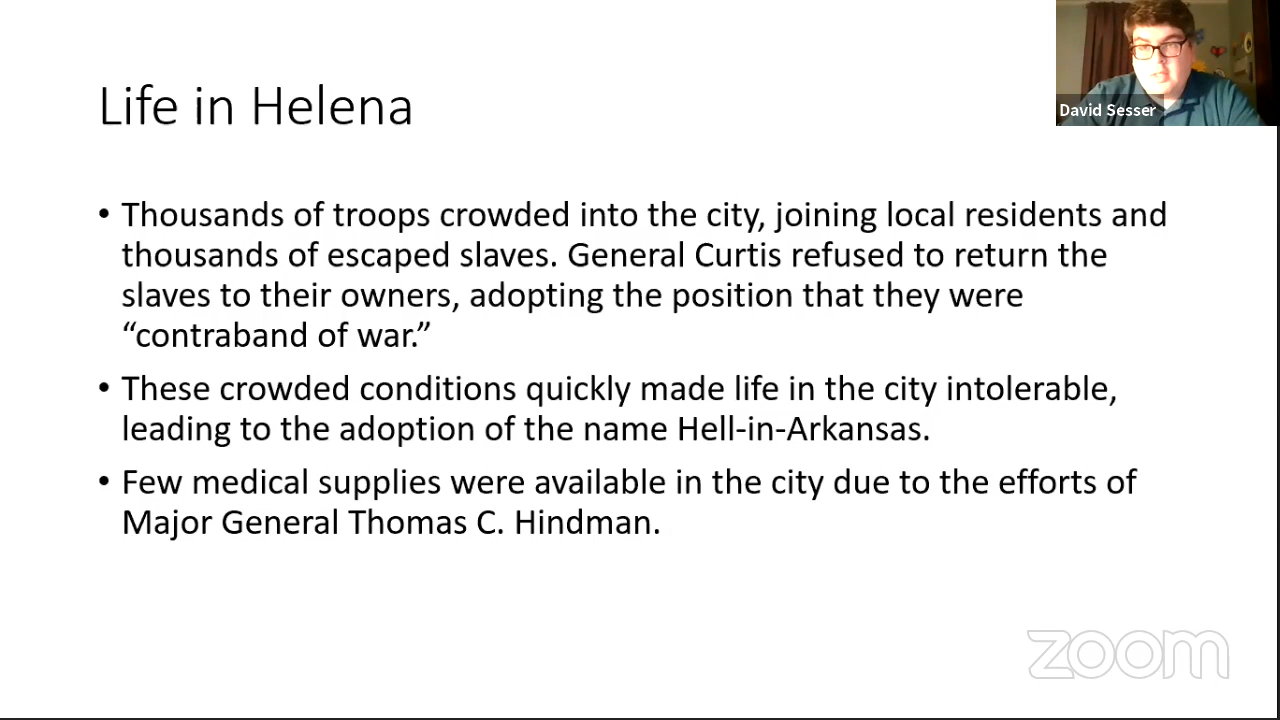 Life in Helena
David Sesser
• Thousands of troops crowded into the city, joining local residents and
thousands of escaped slaves. General Curtis refused to return the
slaves to their owners, adopting the position that they were
“contraband of war.”
• These crowded conditions quickly made life in the city intolerable,
leading to the adoption of the name Hell-in-Arkansas.
• Few medical supplies were available in the city due to the efforts of
Major General Thomas C. Hindman.
zoom